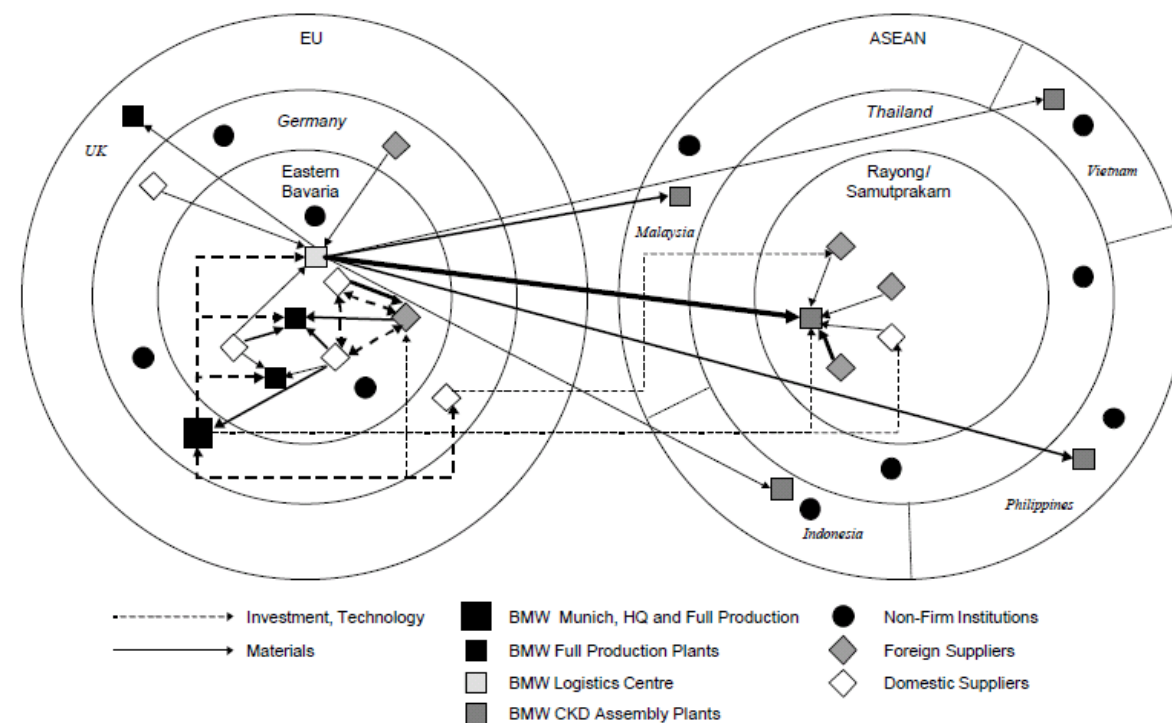 EU
ASEAN
Germany
Thailand
UK
Eastern
Bavaria
Rayong/
Samutprakarn
Vietnam
Malaysia
Philippines
Indonesia
Investment, Technology
Materials
BMW Munich, HQ and Full Production
BMW Full Production Plants
BMW Logistics Centre
BMW CKD Assembly Plants
Non-Firm Institutions
Foreign Suppliers
Domestic Suppliers